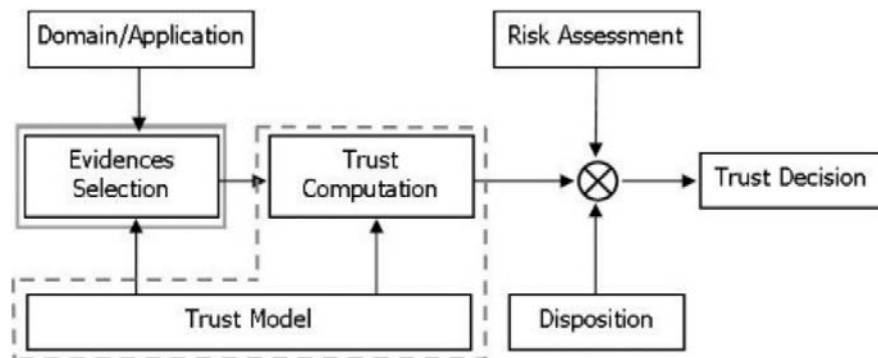 Domain/Application
Risk Assessment
Evidences
Selection
Trust
Computation
Trust Decision
Trust Model
Disposition